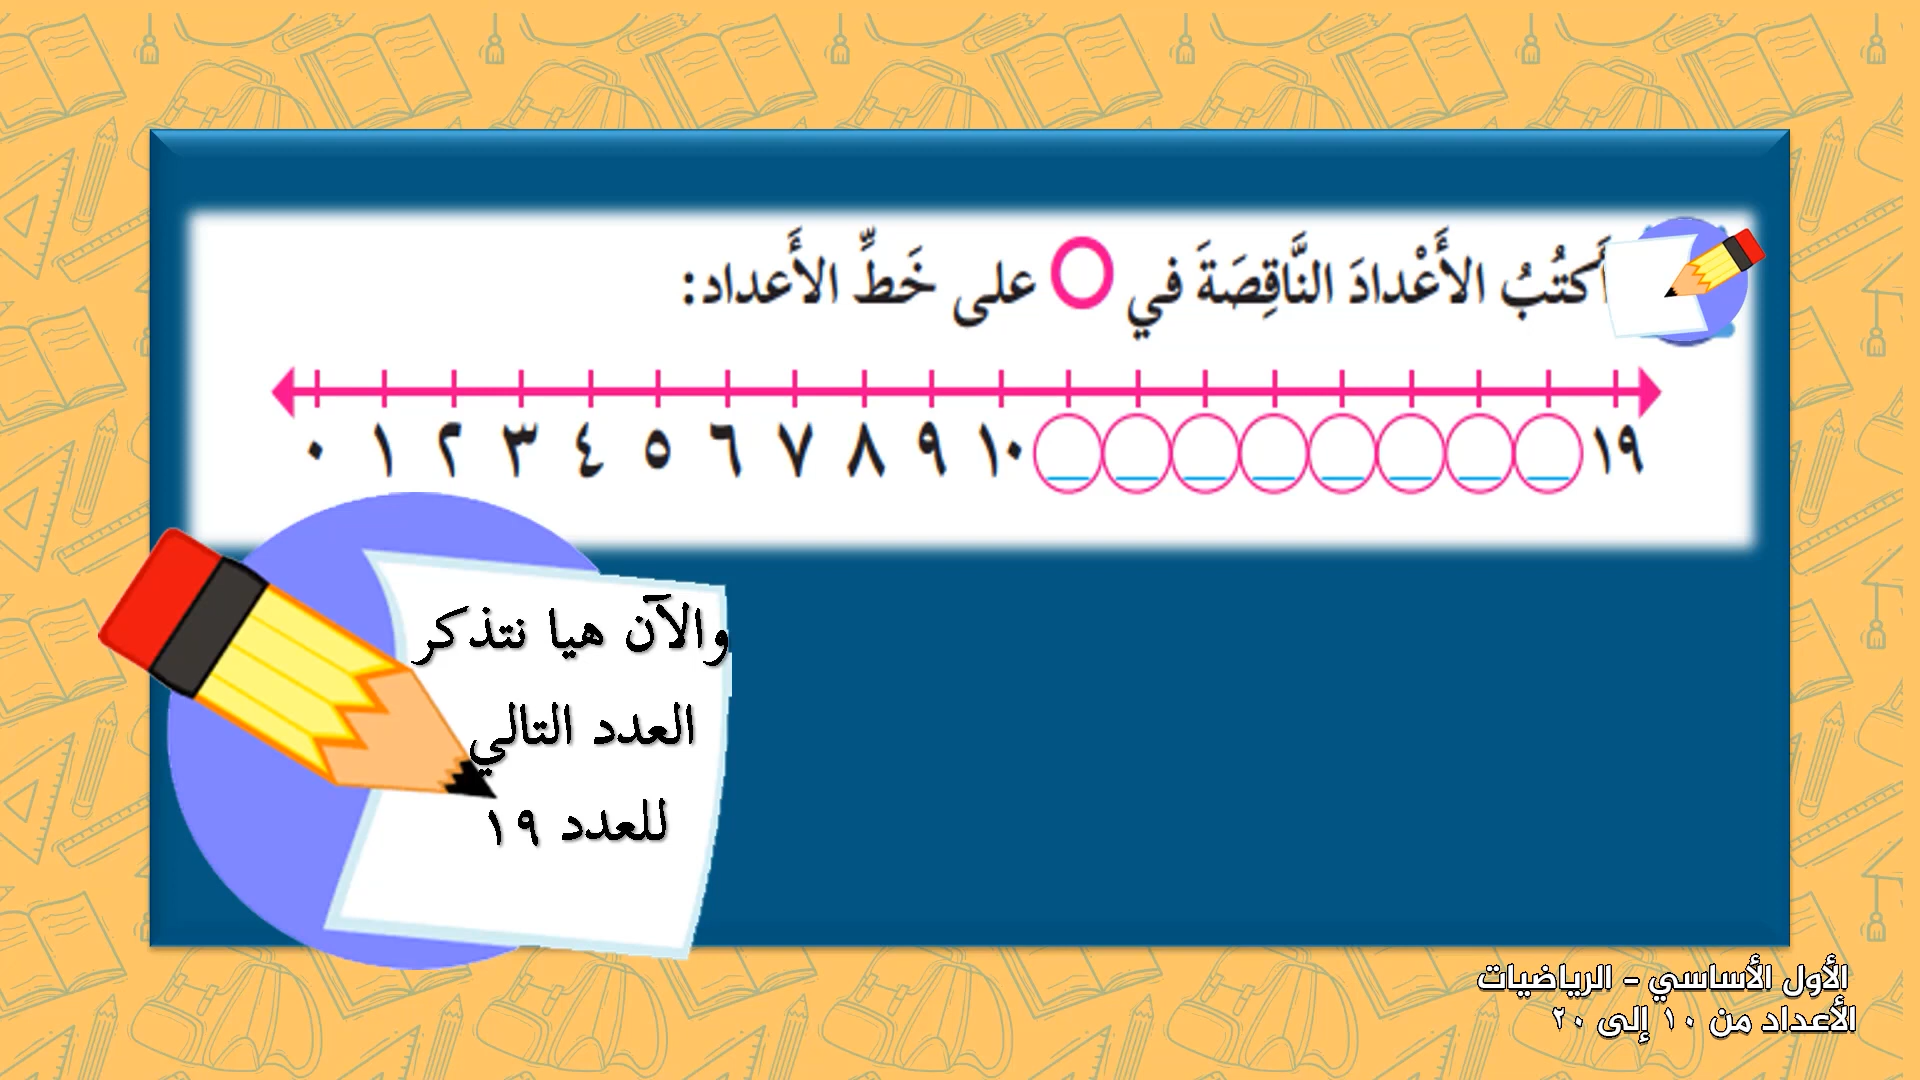 أَكتُبُ الأَعْدادَ النَّاقِصَةَ في على خَطِّ الأَعداد:
٠ ١ ٢ ٣ ٤ ٥ ٦ ٧ ٨ ٩ ١٠ ١٩
والآن هيا نتذكر
العدد التالي
للعدد ١٩
الأول الأساسي - الرياضيات
الأعداد من ١٠ إلى ٢٠